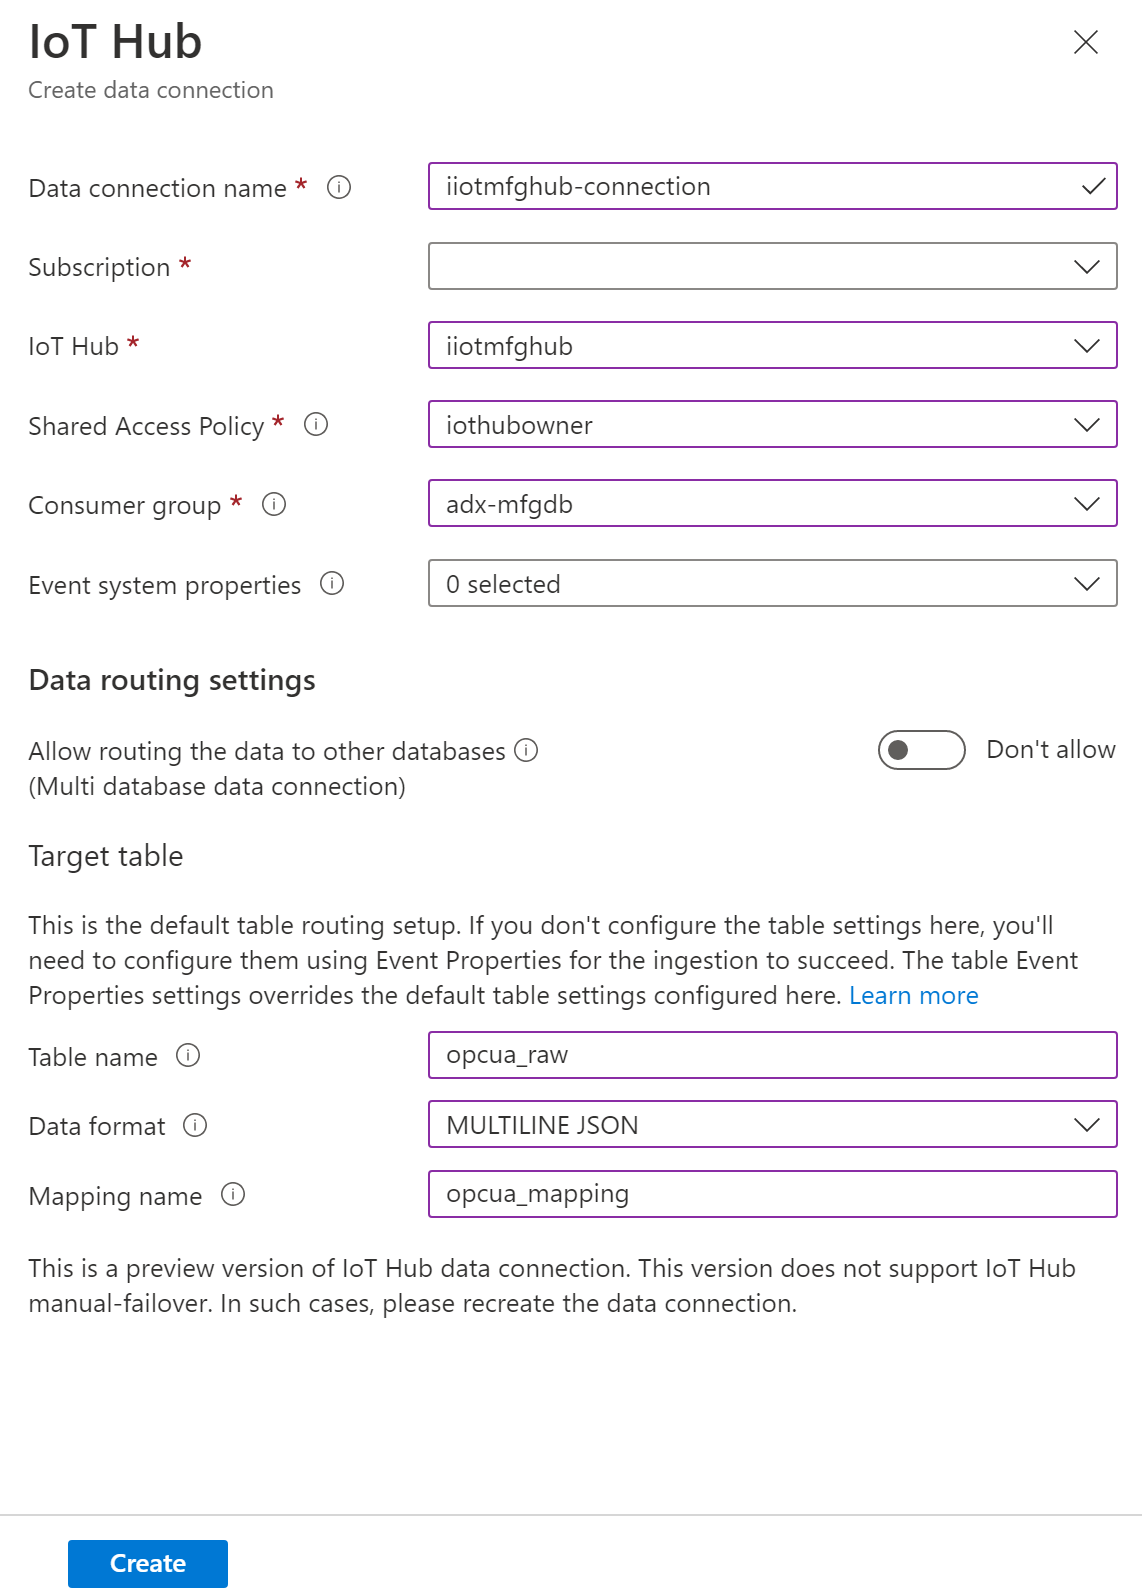 IoT Hub
Create data connection
Data connection name *
iiotmfghub-connection
Subscription *
IoT Hub *
iiotmfghub
Shared Access Policy *
iothubowner
Consumer group *
adx-mfgdb
Event system properties
0 selected
Data routing settings
Allow routing the data to other databases
(Multi database data connection)
Don't allow
Target table
This is the default table routing setup. If you don't configure the table settings here, you'll
need to configure them using Event Properties for the ingestion to succeed. The table Event
Properties settings overrides the default table settings configured here. Learn more
Table name
opcua_raw
Data format
MULTILINE JSON
Mapping name
opcua_mapping
This is a preview version of IoT Hub data connection. This version does not support IoT Hub
manual-failover. In such cases, please recreate the data connection.
Create